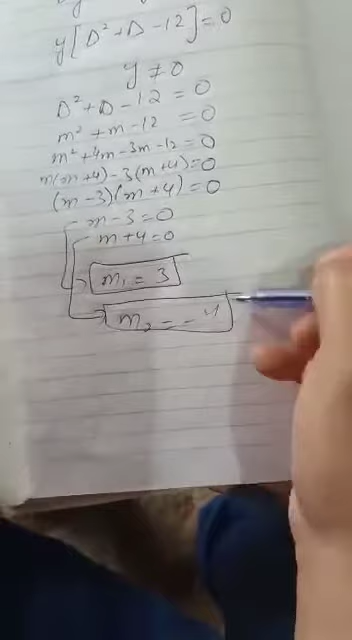 y[D² + D - 12] = 0
y ≠ 0
D² + D - 12 = 0
m² + m - 12 = 0
m² + 4m - 3m - 12 = 0
m(m+4) - 3(m+4) = 0
(m-3)(m+4) = 0
m - 3 = 0
m + 4 = 0
m₁ = 3
m₂ = -4